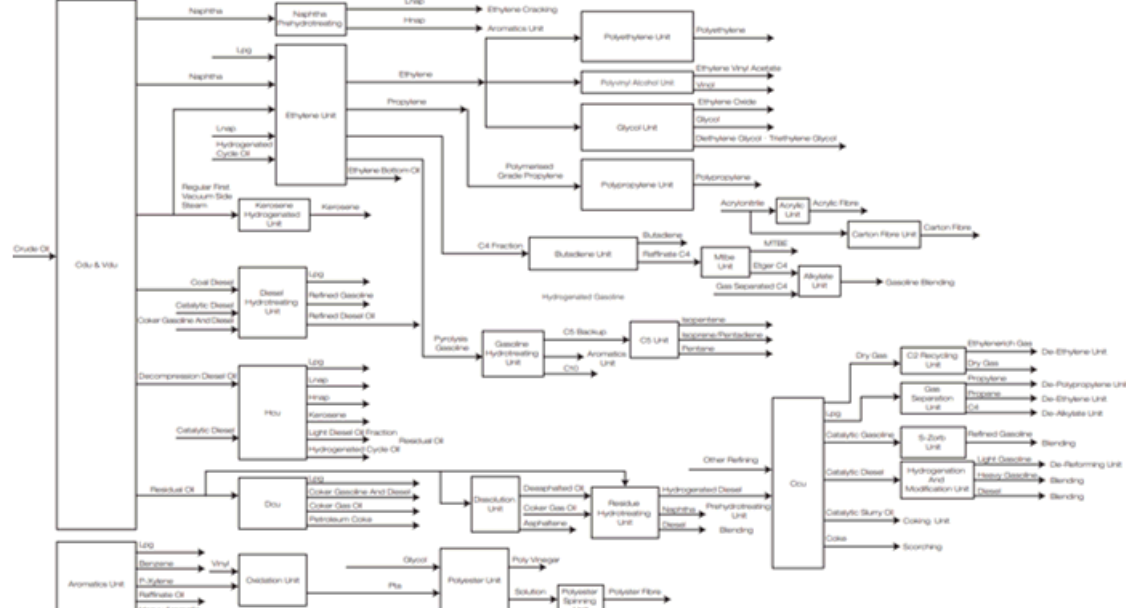 Naphtha
Naphtha
Prehydrotreating
Lnap
Ethylene Cracking
Hnap
Aromatics Unit
Lpg
Naphtha
Lnap
Hydrogenated
Cycle Oil
Ethylene Unit
Ethylene
Propylene
Ethylene Bottom Oil
Polymerised
Grade Propylene
Polyethylene Unit
Polyethylene
Polyvinyl Alcohol Unit
Ethylene Vinyl Acetate
Vinol
Glycol Unit
Ethylene Oxide
Glycol
Diethylene Glycol - Triethylene Glycol
Polypropylene Unit
Polypropylene
Regular First
Vacuum Side
Steam
Kerosene
Hydrogenated
Unit
Kerosene
Acrylonitrile
Acrylic
Unit
Acrylic Fibre
Carton Fibre Unit
Carton Fibre
Crude Oil
Cdu & Vdu
C4 Fraction
Butadiene Unit
Butadiene
Raffinate C4
Mtbe
Unit
MTBE
Etger C4
Gas Separated C4
Alkylate
Unit
Gasoline Blending
Hydrogenated Gasoline
Coal Diesel
Catalytic Diesel
Coker Gasoline And Diesel
Diesel
Hydrotreating
Unit
Lpg
Refined Gasoline
Refined Diesel Oil
Pyrolysis
Gasoline
Gasoline
Hydrotreating
Unit
C5 Backup
Aromatics
Unit
C10
C5 Unit
Isopentene
Isoprene/Pentadiene
Pentane
Decompression Diesel Oil
Catalytic Diesel
Hcu
Lpg
Lnap
Hnap
Kerosene
Light Diesel Oil Fraction
Hydrogenated Cycle Oil
Residual Oil
Residual Oil
Dcu
Lpg
Coker Gasoline And Diesel
Coker Gas Oil
Petroleum Coke
Dissolution
Unit
Deasphalted Oil
Coker Gas Oil
Asphaltene
Residue
Hydrotreating
Unit
Hydrogenated Diesel
Naphtha
Prehydrotreating
Unit
Diesel
Blending
Other Refining
Ccu
Dry Gas
Lpg
Catalytic Gasoline
Catalytic Diesel
Catalytic Slurry Oil
Coking Unit
Coke
Scorching
C2 Recycling
Unit
Ethylenerich Gas
De-Ethylene Unit
Dry Gas
Gas
Separation
Unit
Propylene
De-Polypropylene Unit
Propane
De-Ethylene Unit
C4
De-Alkylate Unit
S-Zorb
Unit
Refined Gasoline
Blending
Hydrogenation
And
Modification Unit
Light Gasoline
De-Reforming Unit
Heavy Gasoline
Blending
Diesel
Blending
Aromatics Unit
Lpg
Benzene
P-Xylene
Raffinate Oil
Vinyl
Oxidation Unit
Glycol
Pta
Polyester Unit
Poly Vinegar
Solution
Polyester
Spinning
Polyster Fibre